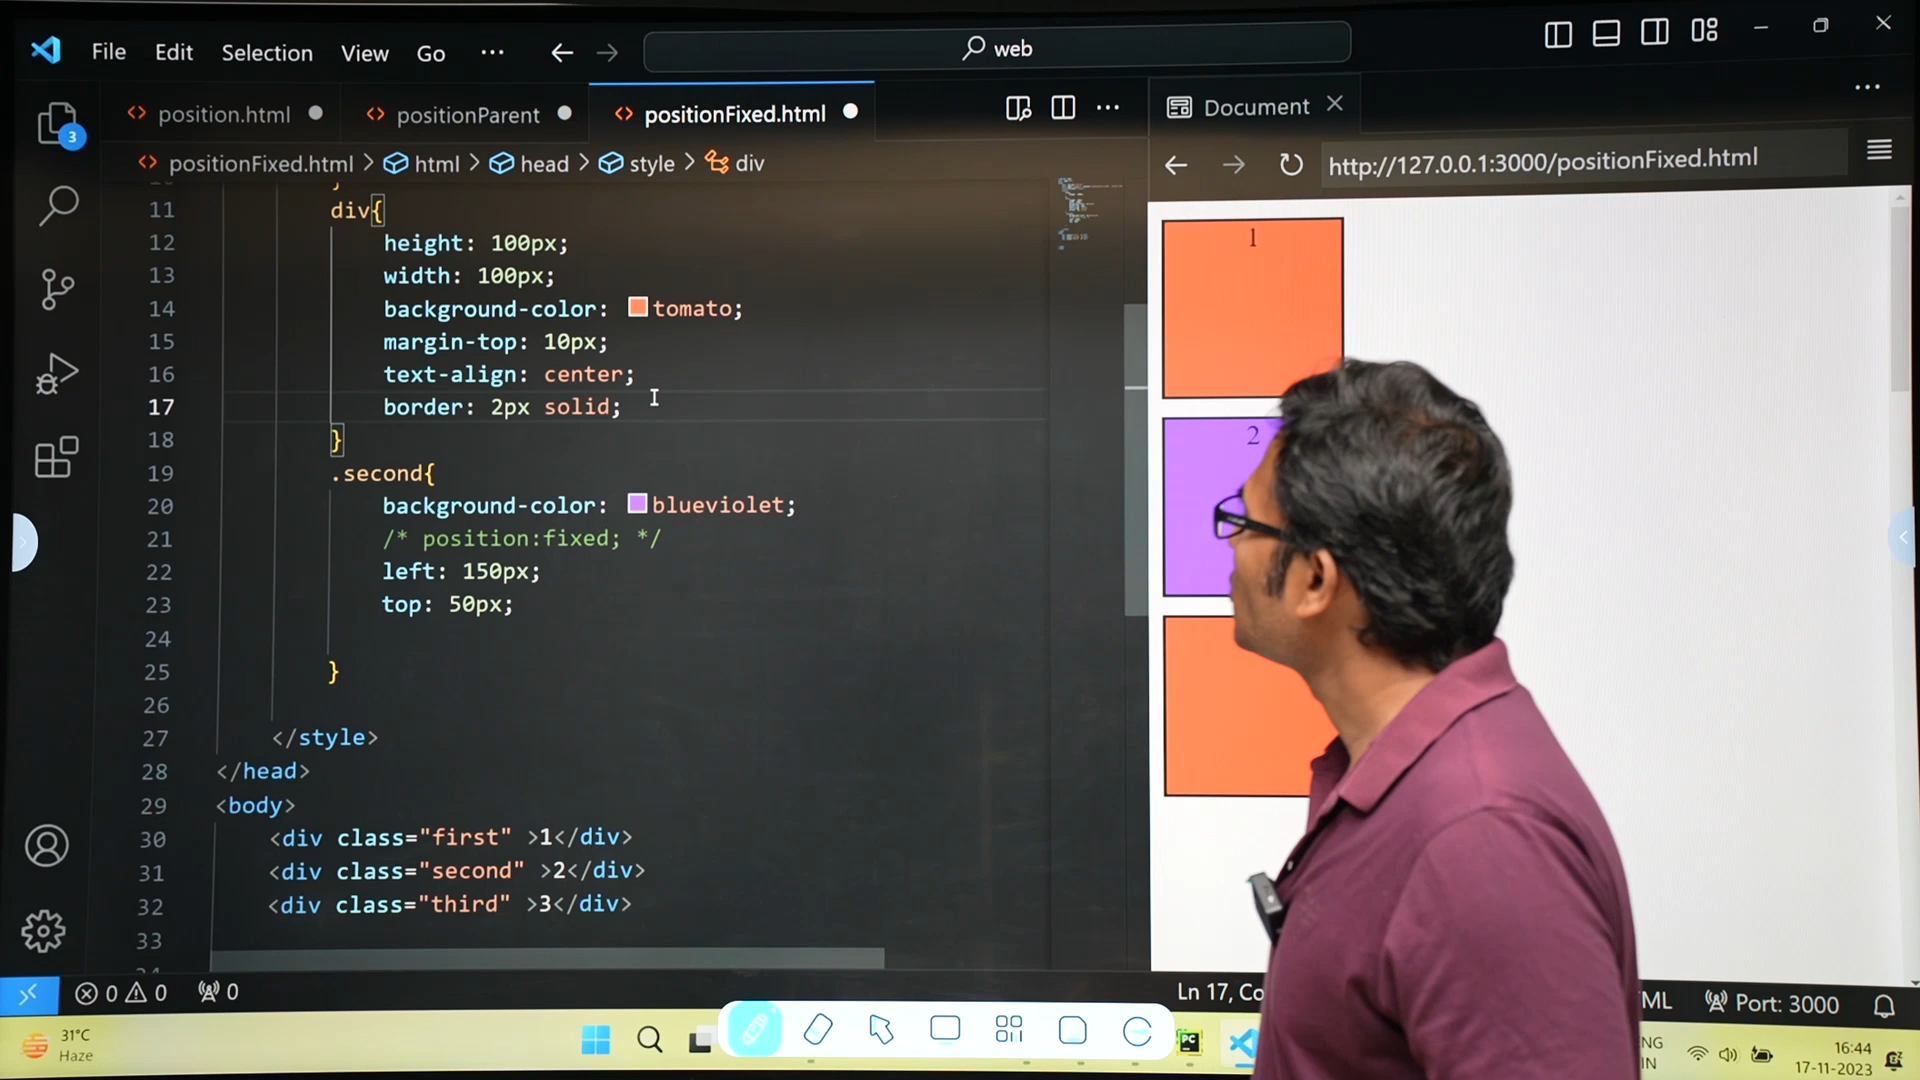 File Edit Selection View Go ··· web
position.html positionParent positionFixed.html ··· Document
positionFixed.html > html > head > style > div
http://127.0.0.1:3000/positionFixed.html
11 div{
12 height: 100px;
13 width: 100px;
14 background-color: tomato;
15 margin-top: 10px;
16 text-align: center;
17 border: 2px solid;
18 }
19 .second{
20 background-color: blueviolet;
21 /* position:fixed; */
22 left: 150px;
23 top: 50px;
24
25 }
26
27 </style>
28 </head>
29 <body>
30 <div class="first" >1</div>
31 <div class="second" >2</div>
32 <div class="third" >3</div>
33
1
2
3
0 0 0 Ln 17, Co ML Port: 3000
31°C
Haze
PC
NG
IN
16:44
17-11-2023